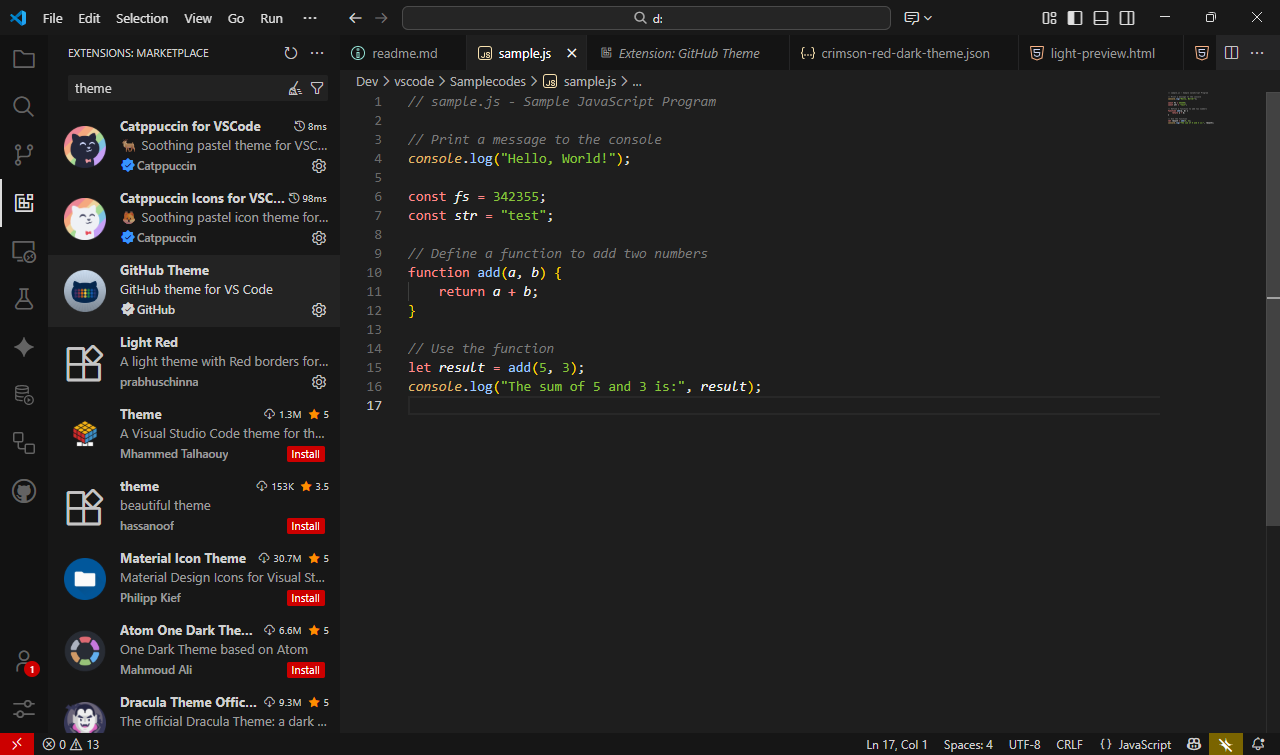 File Edit Selection View Go Run ··· d:
EXTENSIONS: MARKETPLACE
theme
Catppuccin for VSCode 8ms
Soothing pastel theme for VSC...
Catppuccin
Catppuccin Icons for VSC... 98ms
Soothing pastel icon theme for...
Catppuccin
GitHub Theme
GitHub theme for VS Code
GitHub
Light Red
A light theme with Red borders for...
prabhuschinna
Theme 1.3M 5
A Visual Studio Code theme for th...
Mhammed Talhaouy Install
theme 153K 3.5
beautiful theme
hassanoof Install
Material Icon Theme 30.7M 5
Material Design Icons for Visual St...
Philipp Kief Install
Atom One Dark The... 6.6M 5
One Dark Theme based on Atom
Mahmoud Ali Install
Dracula Theme Offic... 9.3M 5
The official Dracula Theme: a dark ...
1
readme.md JS sample.js Extension: GitHub Theme {} crimson-red-dark-theme.json light-preview.html
Dev > vscode > Samplecodes > JS sample.js > ...
1 // sample.js - Sample JavaScript Program
2
3 // Print a message to the console
4 console.log("Hello, World!");
5
6 const fs = 342355;
7 const str = "test";
8
9 // Define a function to add two numbers
10 function add(a, b) {
11 return a + b;
12 }
13
14 // Use the function
15 let result = add(5, 3);
16 console.log("The sum of 5 and 3 is:", result);
17
0 13 Ln 17, Col 1 Spaces: 4 UTF-8 CRLF {} JavaScript